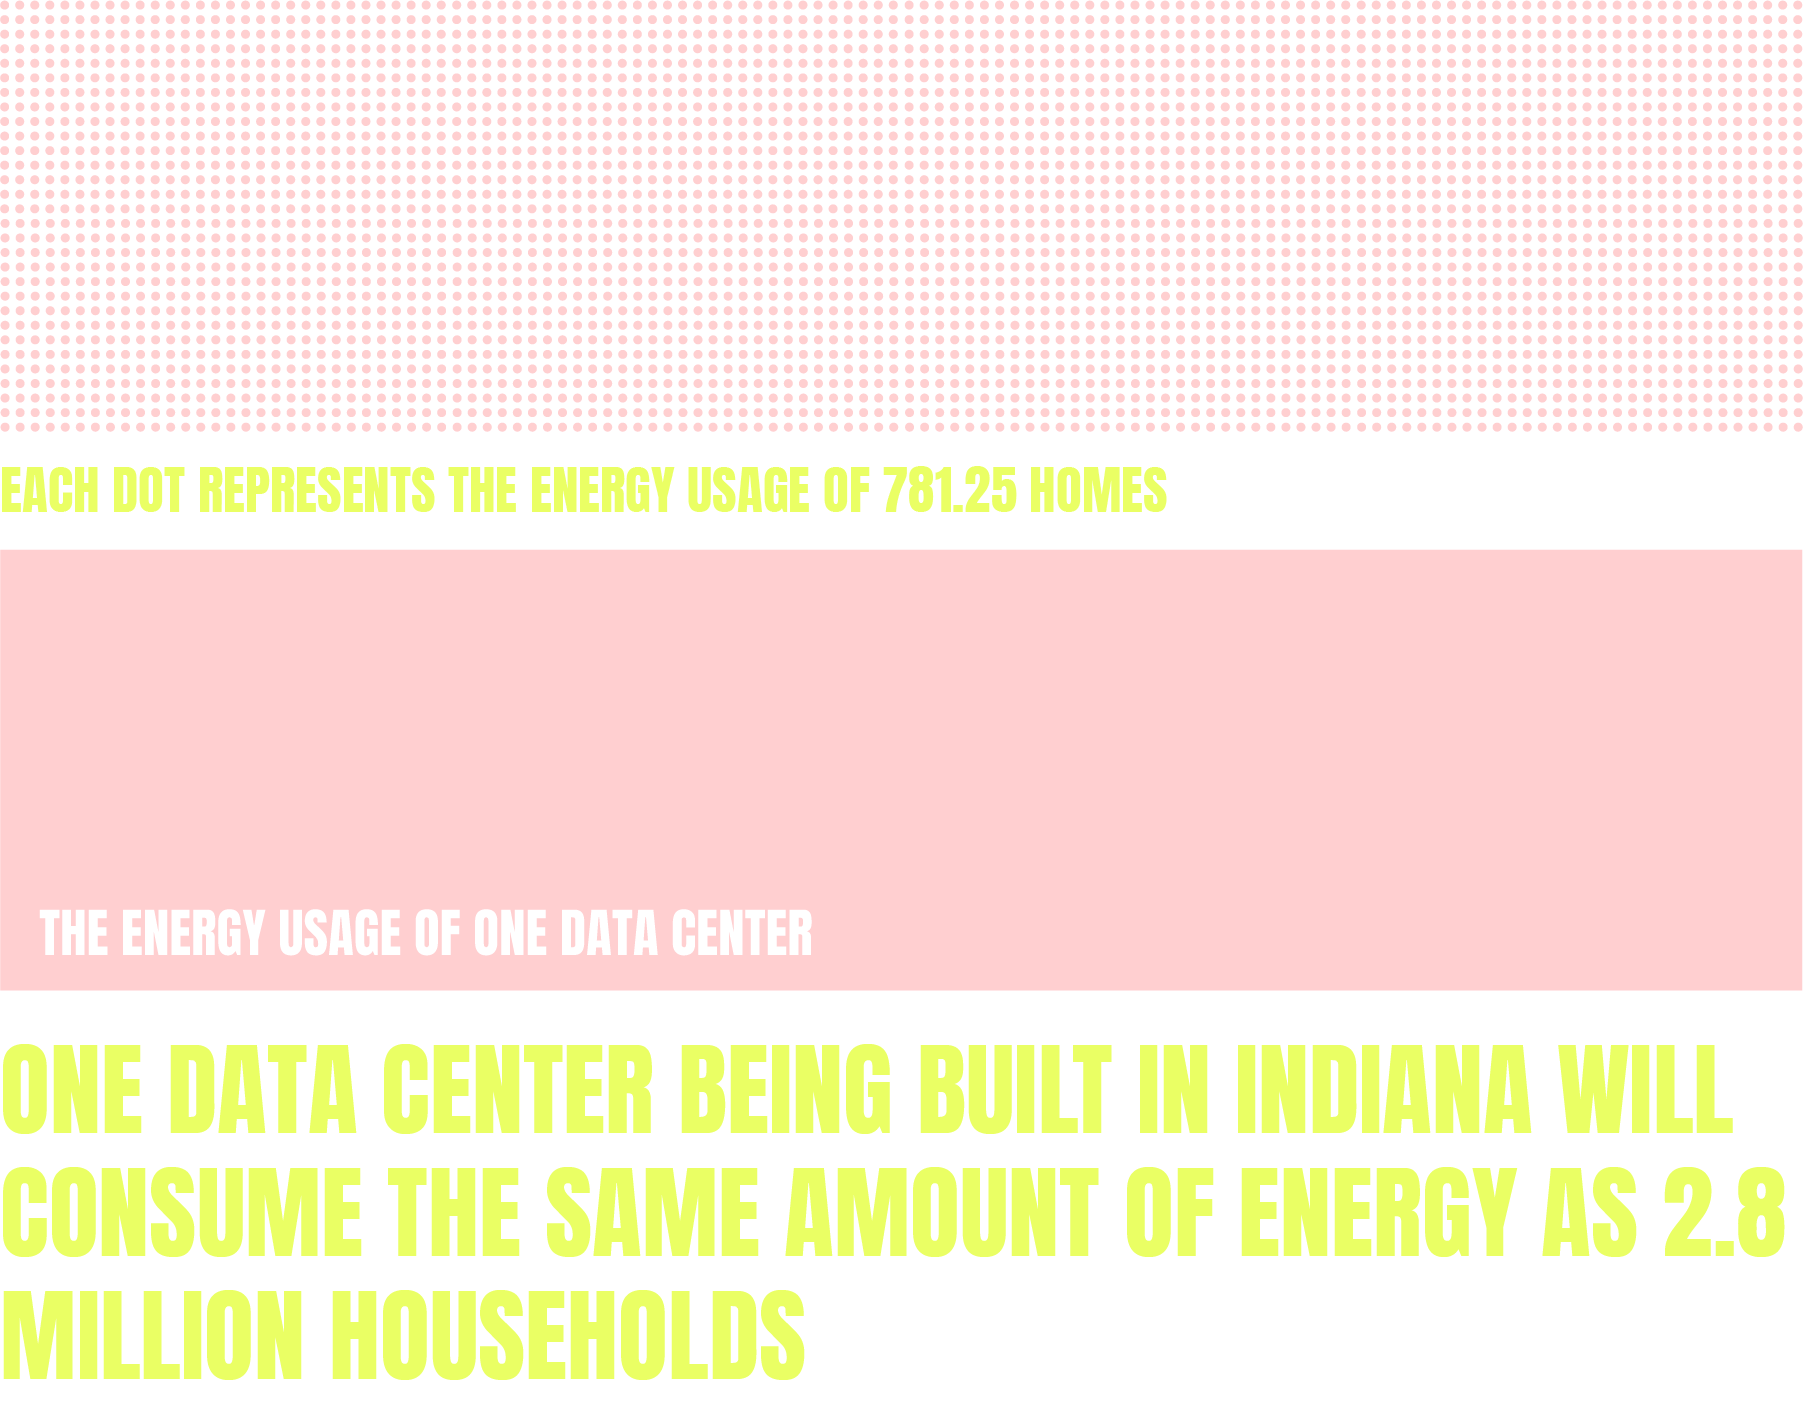 EACH DOT REPRESENTS THE ENERGY USAGE OF 781.25 HOMES
THE ENERGY USAGE OF ONE DATA CENTER
ONE DATA CENTER BEING BUILT IN INDIANA WILL
CONSUME THE SAME AMOUNT OF ENERGY AS 2.8
MILLION HOUSEHOLDS